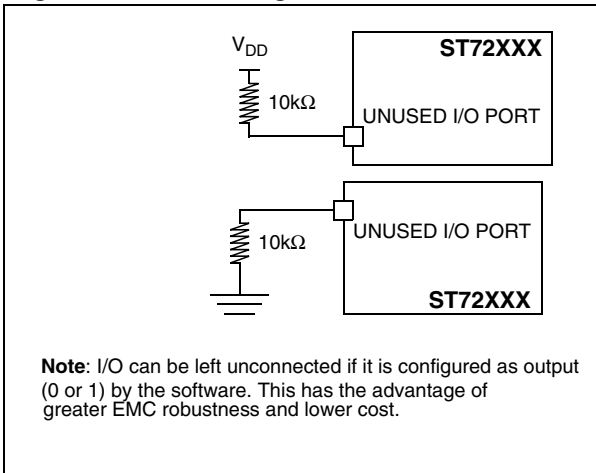 V_DD
ST72XXX
10kΩ
UNUSED I/O PORT
UNUSED I/O PORT
10kΩ
ST72XXX
Note: I/O can be left unconnected if it is configured as output
(0 or 1) by the software. This has the advantage of
greater EMC robustness and lower cost.